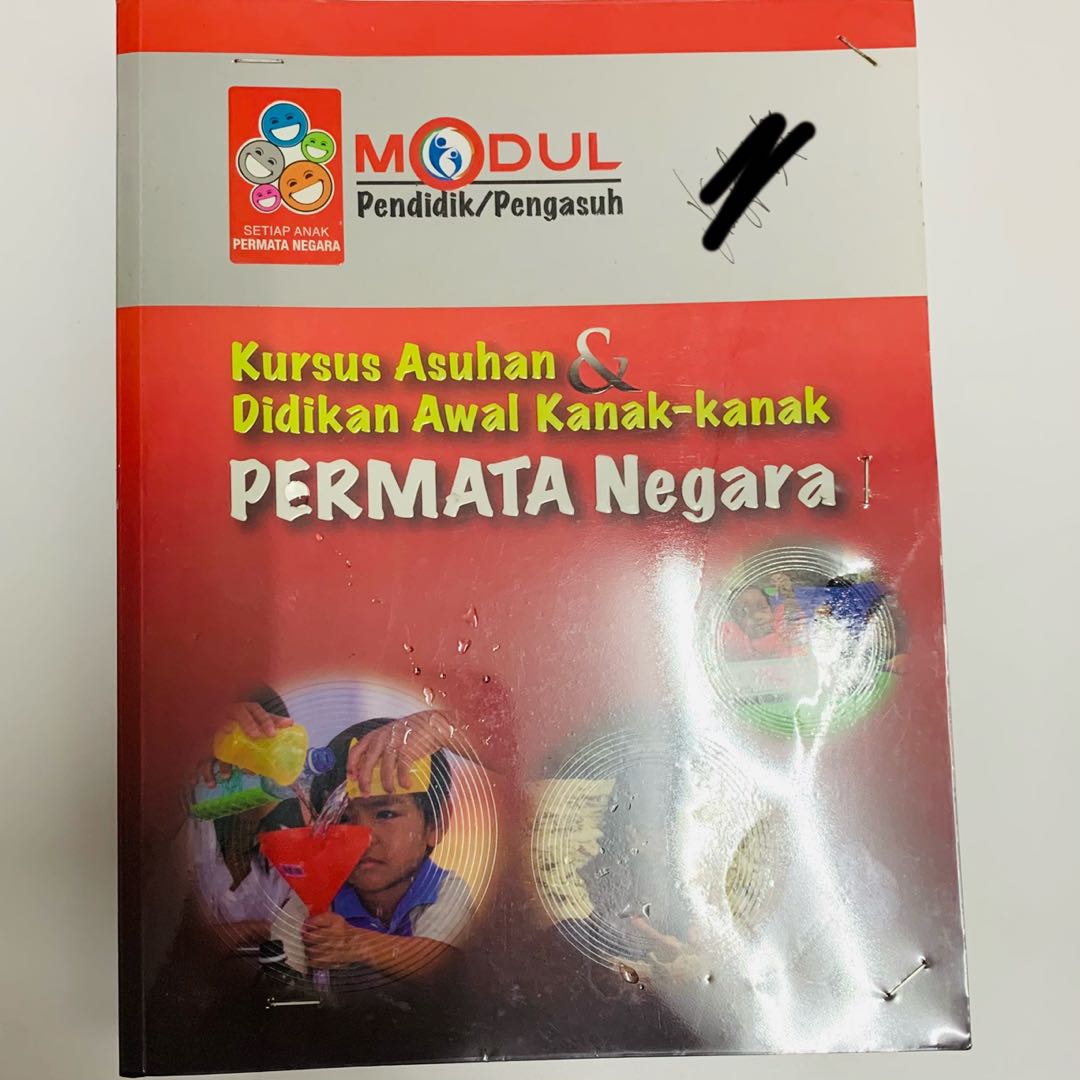 SETIAP ANAK
PERMATA NEGARA
MODUL
Pendidik/Pengasuh
Kursus Asuhan &
Didikan Awal Kanak-kanak
PERMATA Negara